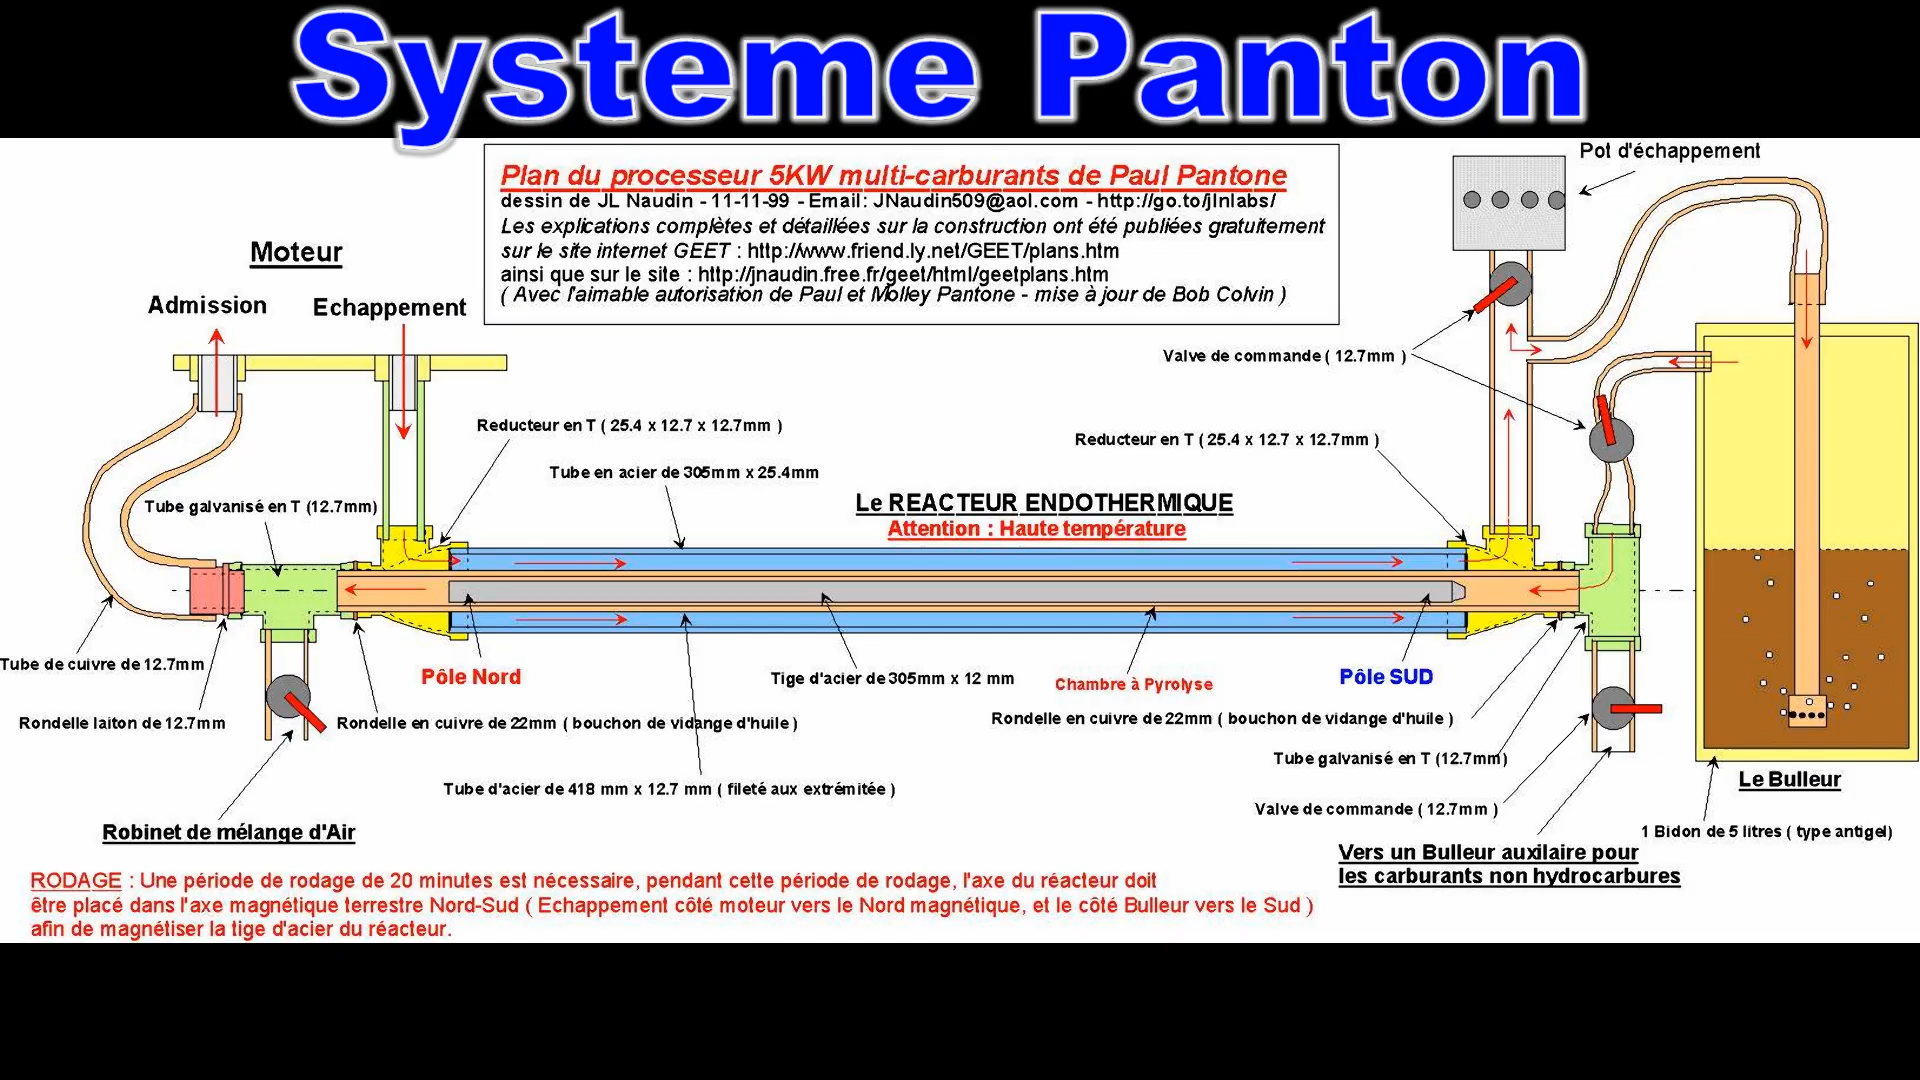 Systeme Panton
Plan du processeur 5KW multi-carburants de Paul Pantone
dessin de JL Naudin - 11-11-99 - Email: JNaudin509@aol.com - http://go.to/jlnlabs/
Les explications complètes et détaillées sur la construction ont été publiées gratuitement
sur le site internet GEET : http://www.friend.ly.net/GEET/plans.htm
ainsi que sur le site : http://jnaudin.free.fr/geet/html/geetplans.htm
( Avec l'aimable autorisation de Paul et Molley Pantone - mise à jour de Bob Colvin )
Pot d'échappement
Moteur
Admission
Echappement
Valve de commande ( 12.7mm )
Reducteur en T ( 25.4 x 12.7 x 12.7mm )
Reducteur en T ( 25.4 x 12.7 x 12.7mm )
Tube en acier de 305mm x 25.4mm
Tube galvanisé en T (12.7mm)
Le REACTEUR ENDOTHERMIQUE
Attention : Haute température
Tube de cuivre de 12.7mm
Pôle Nord
Tige d'acier de 305mm x 12 mm
Chambre à Pyrolyse
Pôle SUD
Rondelle laiton de 12.7mm
Rondelle en cuivre de 22mm ( bouchon de vidange d'huile )
Rondelle en cuivre de 22mm ( bouchon de vidange d'huile )
Tube galvanisé en T (12.7mm)
Tube d'acier de 418 mm x 12.7 mm ( fileté aux extrémitée )
Valve de commande ( 12.7mm )
Le Bulleur
1 Bidon de 5 litres ( type antigel)
Robinet de mélange d'Air
Vers un Bulleur auxilaire pour
les carburants non hydrocarbures
RODAGE : Une période de rodage de 20 minutes est nécessaire, pendant cette période de rodage, l'axe du réacteur doit
être placé dans l'axe magnétique terrestre Nord-Sud ( Echappement côté moteur vers le Nord magnétique, et le côté Bulleur vers le Sud )
afin de magnétiser la tige d'acier du réacteur.